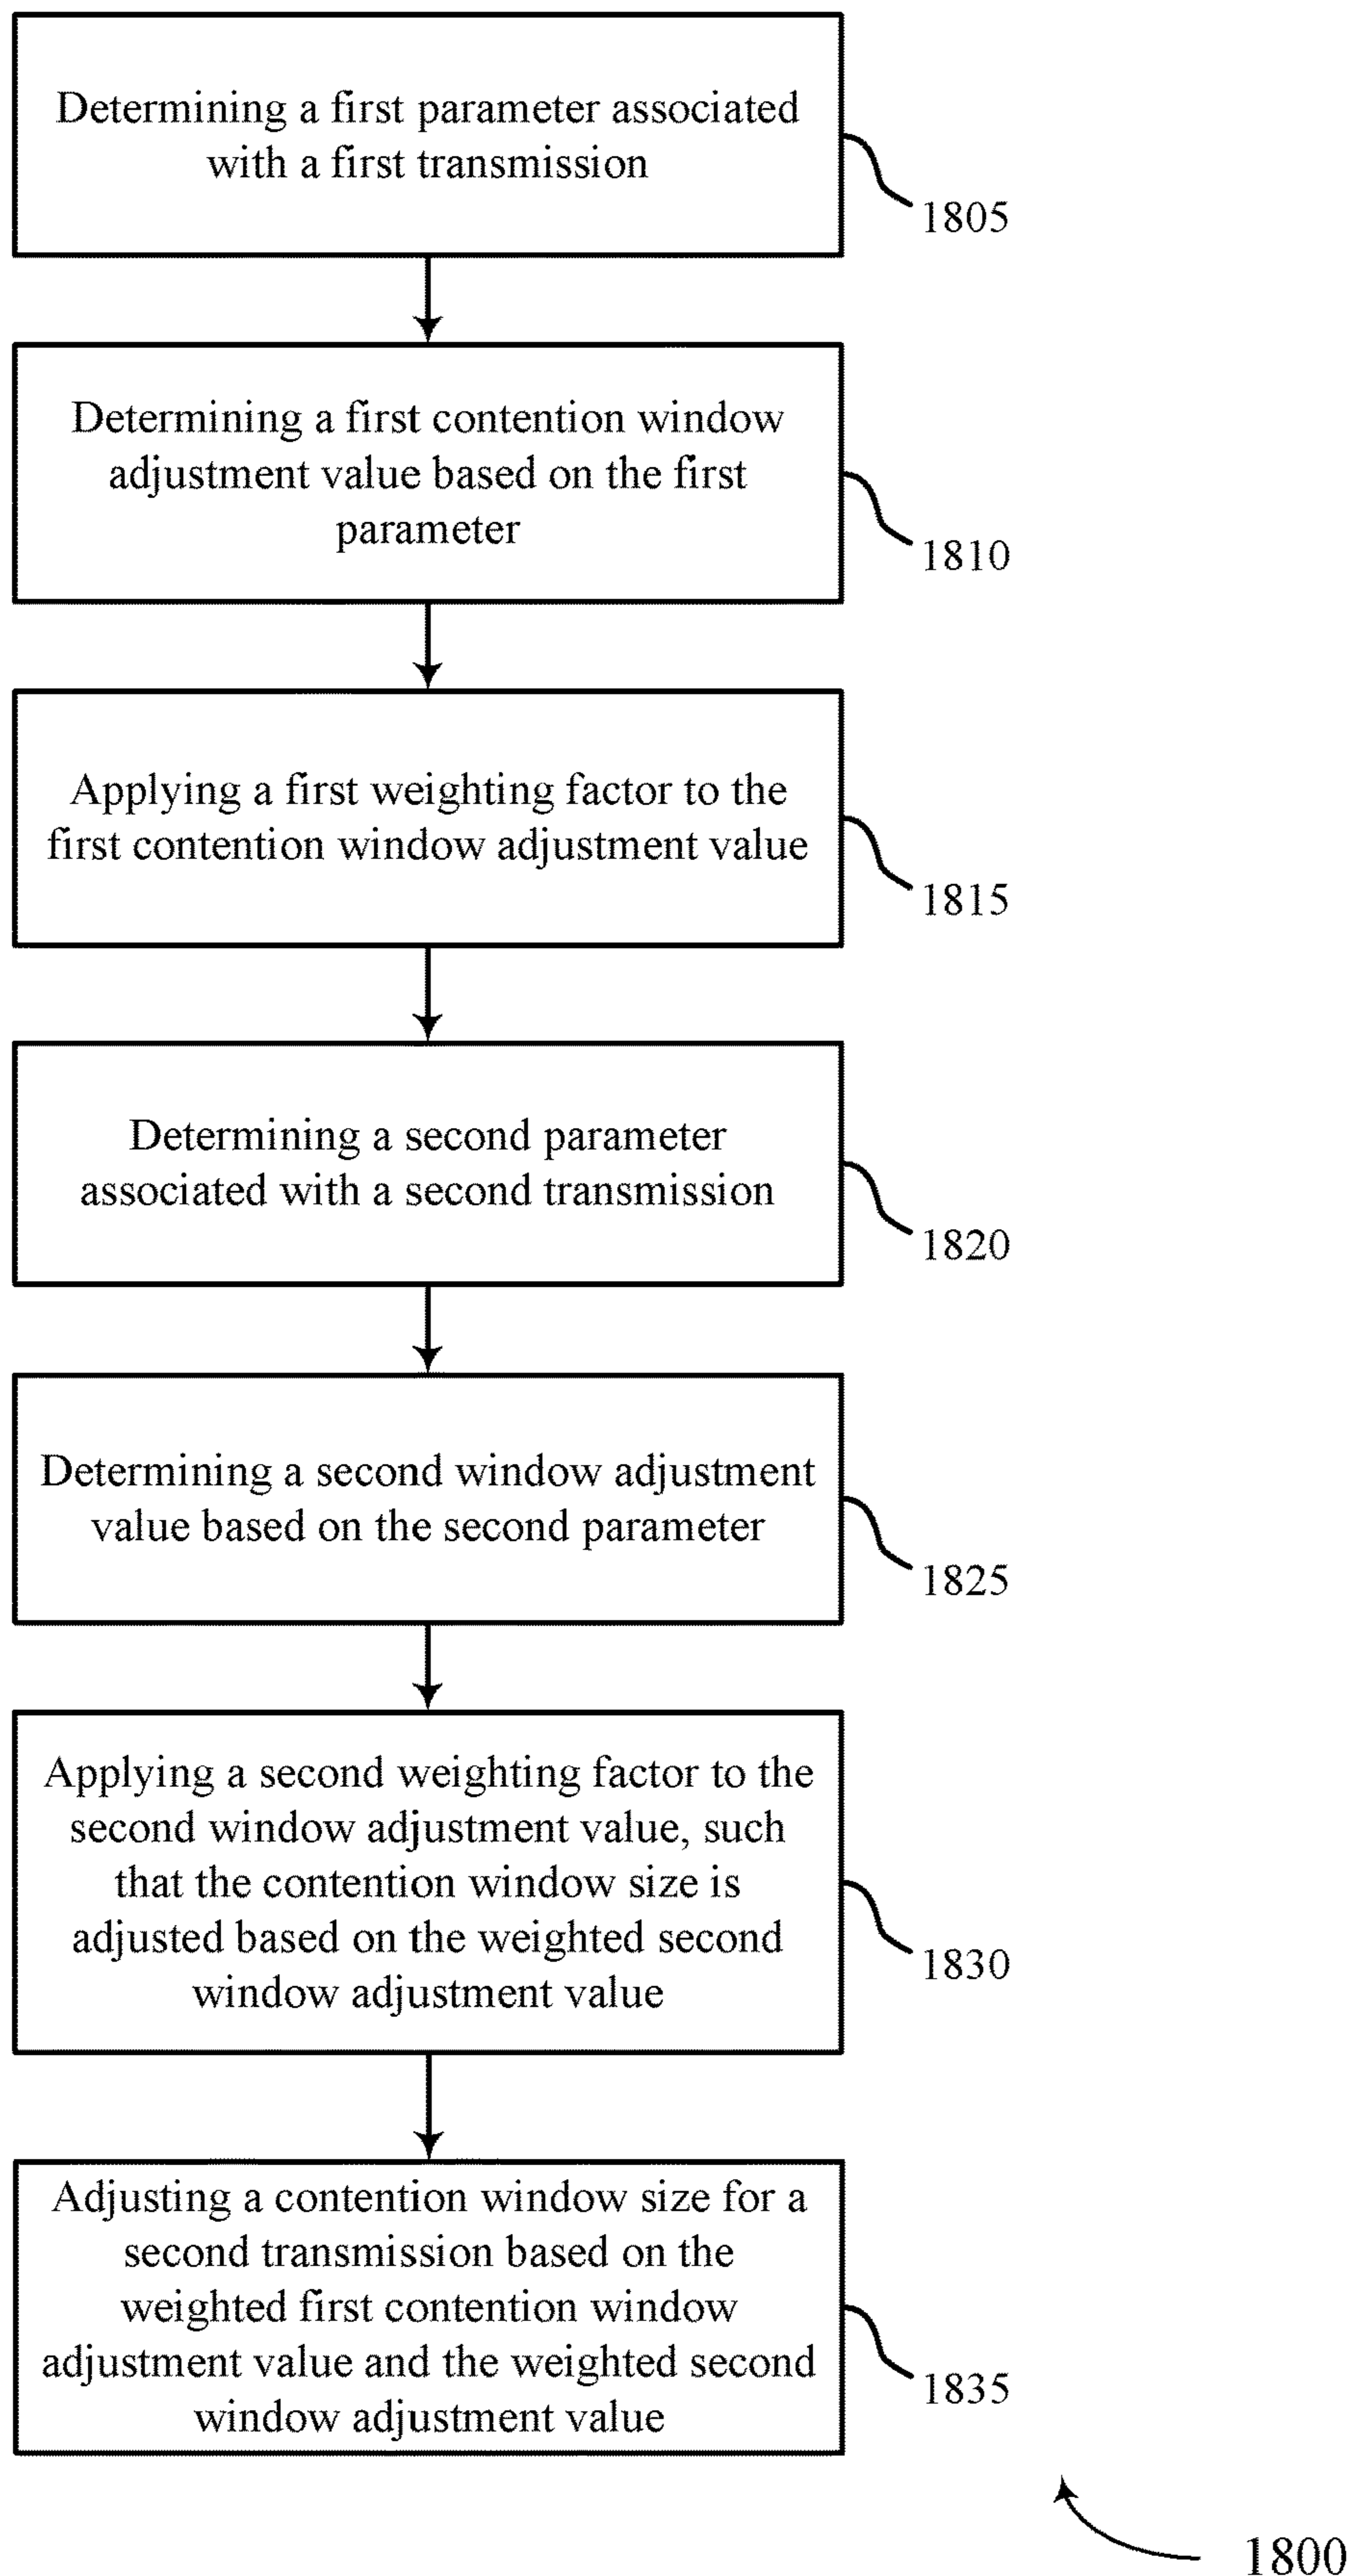 Determining a first parameter associated
with a first transmission
1805
Determining a first contention window
adjustment value based on the first
parameter
1810
Applying a first weighting factor to the
first contention window adjustment value
1815
Determining a second parameter
associated with a second transmission
1820
Determining a second window adjustment
value based on the second parameter
1825
Applying a second weighting factor to the
second window adjustment value, such
that the contention window size is
adjusted based on the weighted second
window adjustment value
1830
Adjusting a contention window size for a
second transmission based on the
weighted first contention window
adjustment value and the weighted second
window adjustment value
1835
1800